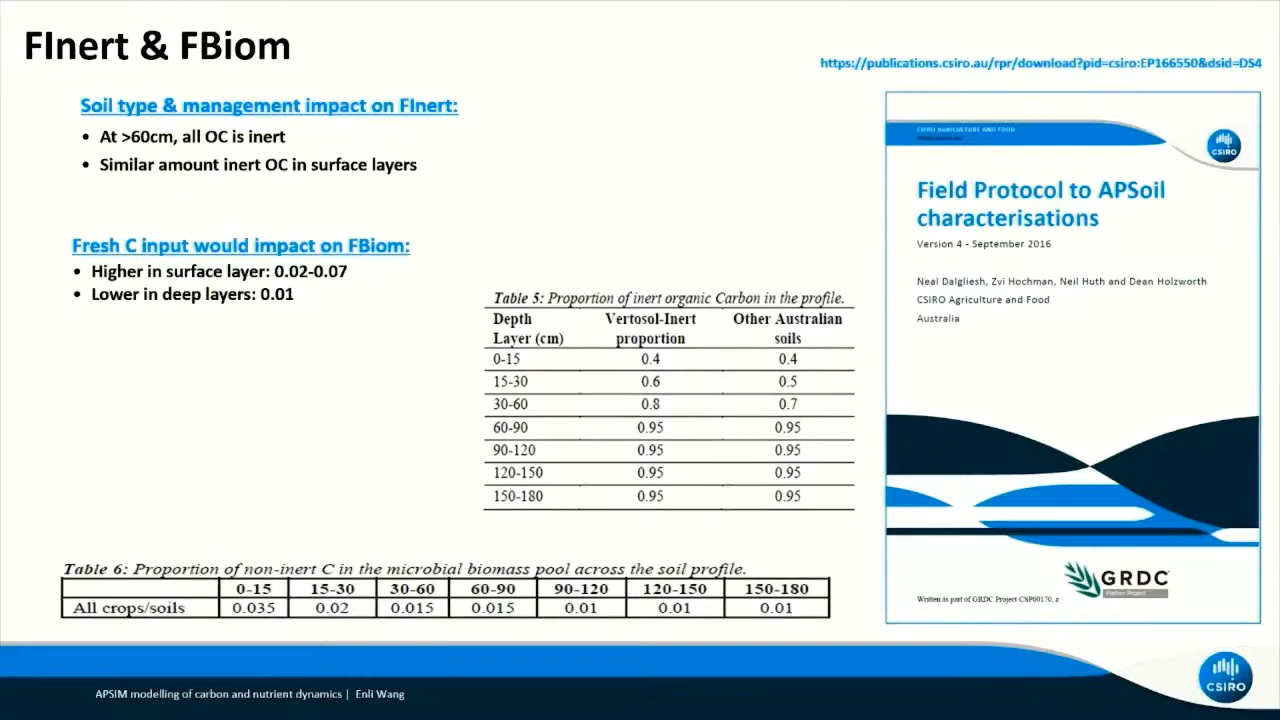 FInert & FBiom
https://publications.csiro.au/rpr/download?pid=csiro:EP166550&dsid=DS4
Soil type & management impact on FInert:
• At >60cm, all OC is inert
• Similar amount inert OC in surface layers
Fresh C input would impact on FBiom:
• Higher in surface layer: 0.02-0.07
• Lower in deep layers: 0.01
Table 5: Proportion of inert organic Carbon in the profile.
Depth Layer (cm) Vertosol-Inert proportion Other Australian soils
0-15 0.4 0.4
15-30 0.6 0.5
30-60 0.8 0.7
60-90 0.95 0.95
90-120 0.95 0.95
120-150 0.95 0.95
150-180 0.95 0.95
Table 6: Proportion of non-inert C in the microbial biomass pool across the soil profile.
0-15 15-30 30-60 60-90 90-120 120-150 150-180
All crops/soils 0.035 0.02 0.015 0.015 0.01 0.01 0.01
CSIRO AGRICULTURE AND FOOD
CSIRO
Field Protocol to APSoil
characterisations
Version 4 - September 2016
Neal Dalgliesh, Zvi Hochman, Neil Huth and Dean Holzworth
CSIRO Agriculture and Food
Australia
GRDC
Partner Project
Written as part of GRDC Project CSP00170, a
APSIM modelling of carbon and nutrient dynamics | Enli Wang
CSIRO